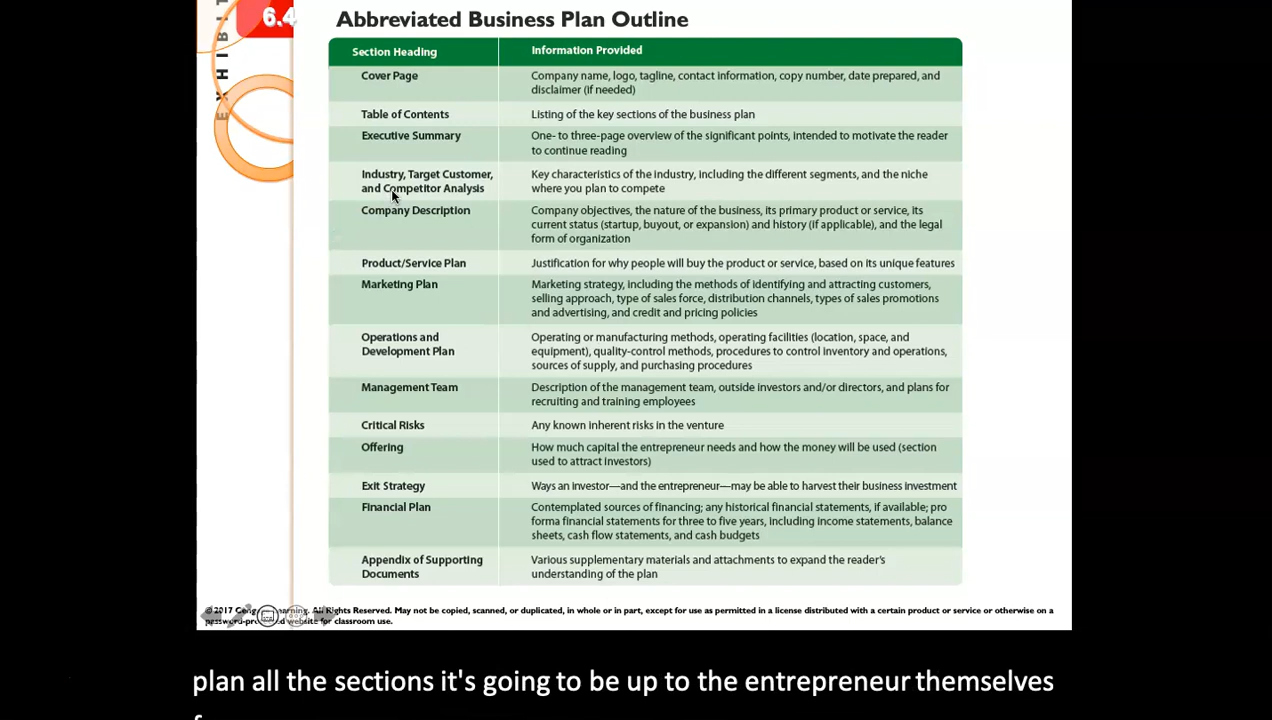 6.4
Abbreviated Business Plan Outline
EXHIBIT
Section Heading
Information Provided
Cover Page
Company name, logo, tagline, contact information, copy number, date prepared, and
disclaimer (if needed)
Table of Contents
Listing of the key sections of the business plan
Executive Summary
One- to three-page overview of the significant points, intended to motivate the reader
to continue reading
Industry, Target Customer,
and Competitor Analysis
Key characteristics of the industry, including the different segments, and the niche
where you plan to compete
Company Description
Company objectives, the nature of the business, its primary product or service, its
current status (startup, buyout, or expansion) and history (if applicable), and the legal
form of organization
Product/Service Plan
Justification for why people will buy the product or service, based on its unique features
Marketing Plan
Marketing strategy, including the methods of identifying and attracting customers,
selling approach, type of sales force, distribution channels, types of sales promotions
and advertising, and credit and pricing policies
Operations and
Development Plan
Operating or manufacturing methods, operating facilities (location, space, and
equipment), quality-control methods, procedures to control inventory and operations,
sources of supply, and purchasing procedures
Management Team
Description of the management team, outside investors and/or directors, and plans for
recruiting and training employees
Critical Risks
Any known inherent risks in the venture
Offering
How much capital the entrepreneur needs and how the money will be used (section
used to attract investors)
Exit Strategy
Ways an investor—and the entrepreneur—may be able to harvest their business investment
Financial Plan
Contemplated sources of financing; any historical financial statements, if available; pro
forma financial statements for three to five years, including income statements, balance
sheets, cash flow statements, and cash budgets
Appendix of Supporting
Documents
Various supplementary materials and attachments to expand the reader's
understanding of the plan
©2017 Learning. All Rights Reserved. May not be copied, scanned, or duplicated, in whole or in part, except for use as permitted in a license distributed with a certain product or service or otherwise on a
website for classroom use.
plan all the sections it's going to be up to the entrepreneur themselves